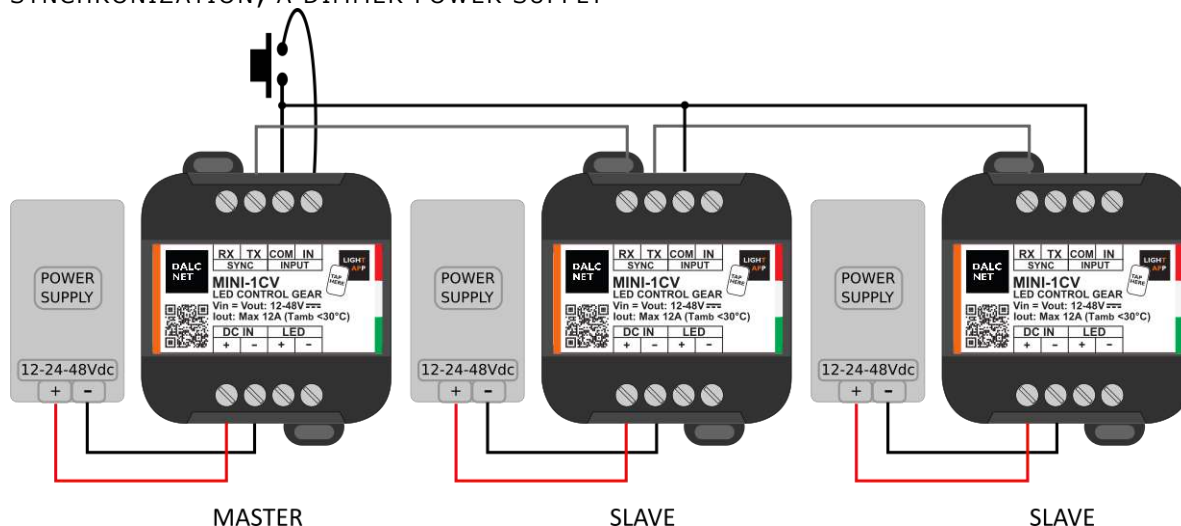 SYNCHRONIZATION, A DIMMER POWER SUPPLY
POWER
SUPPLY
12-24-48Vdc
+ -
DALC
NET
RX TX COM IN
SYNC INPUT
LIGHT
APP
TAP
HERE
MINI-1CV
LED CONTROL GEAR
Vin = Vout: 12-48V
Iout: Max 12A (Tamb <30°C)
DC IN LED
+ - + -
MASTER
POWER
SUPPLY
12-24-48Vdc
+ -
DALC
NET
RX TX COM IN
SYNC INPUT
LIGHT
APP
TAP
HERE
MINI-1CV
LED CONTROL GEAR
Vin = Vout: 12-48V
Iout: Max 12A (Tamb <30°C)
DC IN LED
+ - + -
SLAVE
POWER
SUPPLY
12-24-48Vdc
+ -
DALC
NET
RX TX COM IN
SYNC INPUT
LIGHT
APP
TAP
HERE
MINI-1CV
LED CONTROL GEAR
Vin = Vout: 12-48V
Iout: Max 12A (Tamb <30°C)
DC IN LED
+ - + -
SLAVE